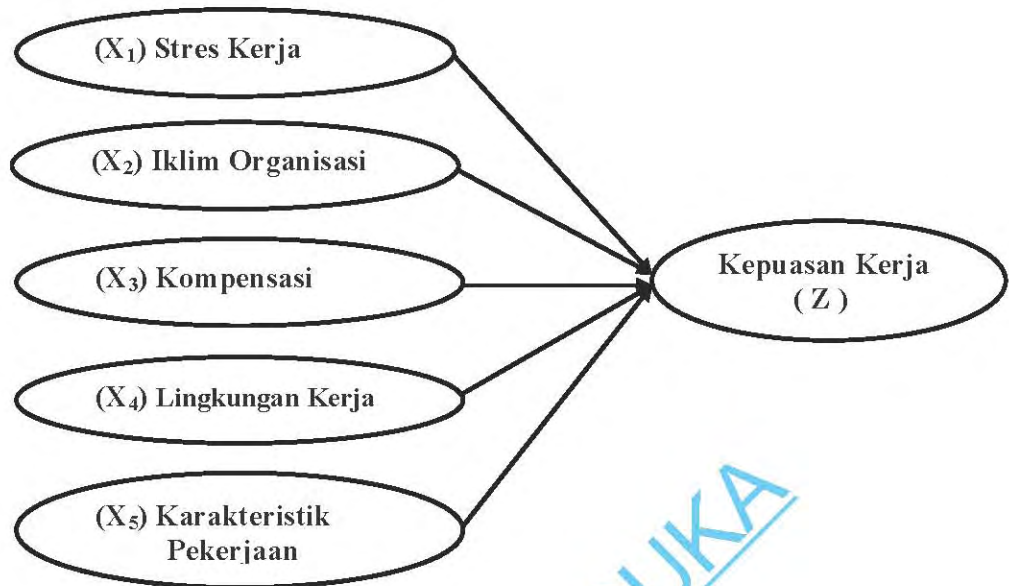 (X₁) Stres Kerja
(X₂) Iklim Organisasi
(X₃) Kompensasi
(X₄) Lingkungan Kerja
(X₅) Karakteristik
Pekerjaan
Kepuasan Kerja
( Z )
UKA